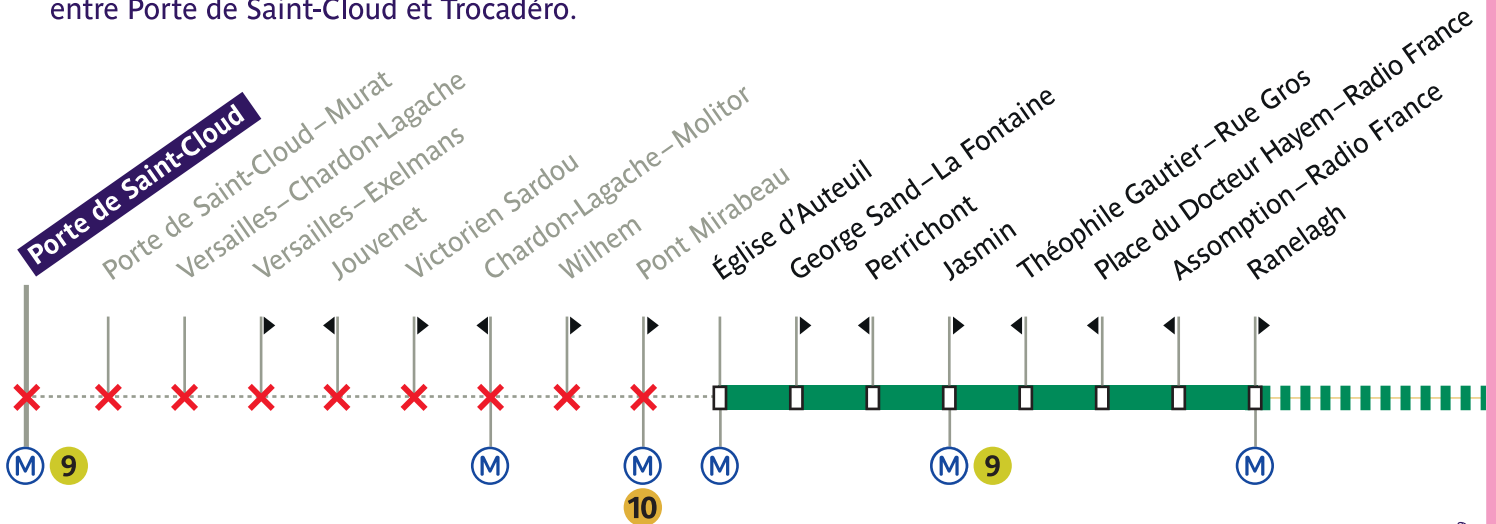 entre Porte de Saint-Cloud et Trocadéro.
Porte de Saint-Cloud
Porte de Saint-Cloud – Murat
Versailles – Chardon-Lagache
Versailles – Exelmans
Jouvenet
Victorien Sardou
Chardon-Lagache – Molitor
Wilhem
Pont Mirabeau
Église d'Auteuil
George Sand – La Fontaine
Perrichont
Jasmin
Théophile Gautier – Rue Gros
Place du Docteur Hayem – Radio France
Assomption – Radio France
Ranelagh
M 9 M M M M 9 M
10